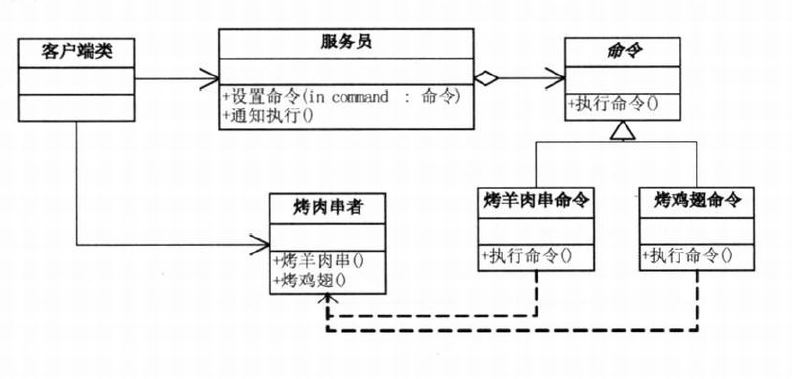 客户端类
服务员
+设置命令(in command : 命令)
+通知执行()
命令
+执行命令()
烤肉串者
+烤羊肉串()
+烤鸡翅()
烤羊肉串命令
+执行命令()
烤鸡翅命令
+执行命令()